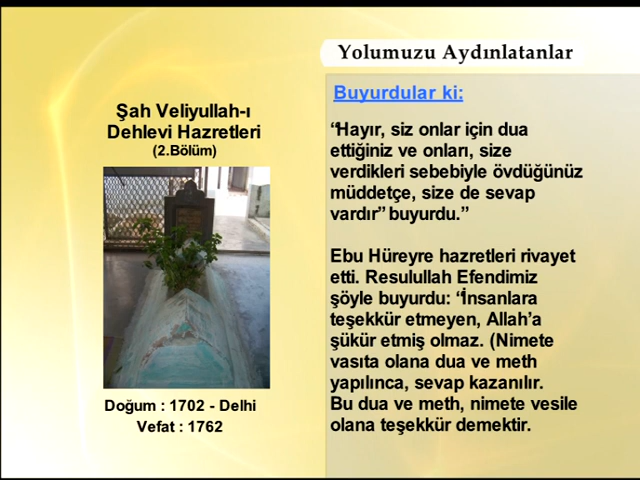 Yolumuzu Aydınlatanlar
Şah Veliyullah-ı
Dehlevi Hazretleri
(2.Bölüm)
Doğum : 1702 - Delhi
Vefat : 1762
Buyurdular ki:
“Hayır, siz onlar için dua
ettiğiniz ve onları, size
verdikleri sebebiyle övdüğünüz
müddetçe, size de sevap
vardır” buyurdu.”
Ebu Hüreyre hazretleri rivayet
etti. Resulullah Efendimiz
şöyle buyurdu: “İnsanlara
teşekkür etmeyen, Allah’a
şükür etmiş olmaz. (Nimete
vasıta olana dua ve meth
yapılınca, sevap kazanılır.
Bu dua ve meth, nimete vesile
olana teşekkür demektir.